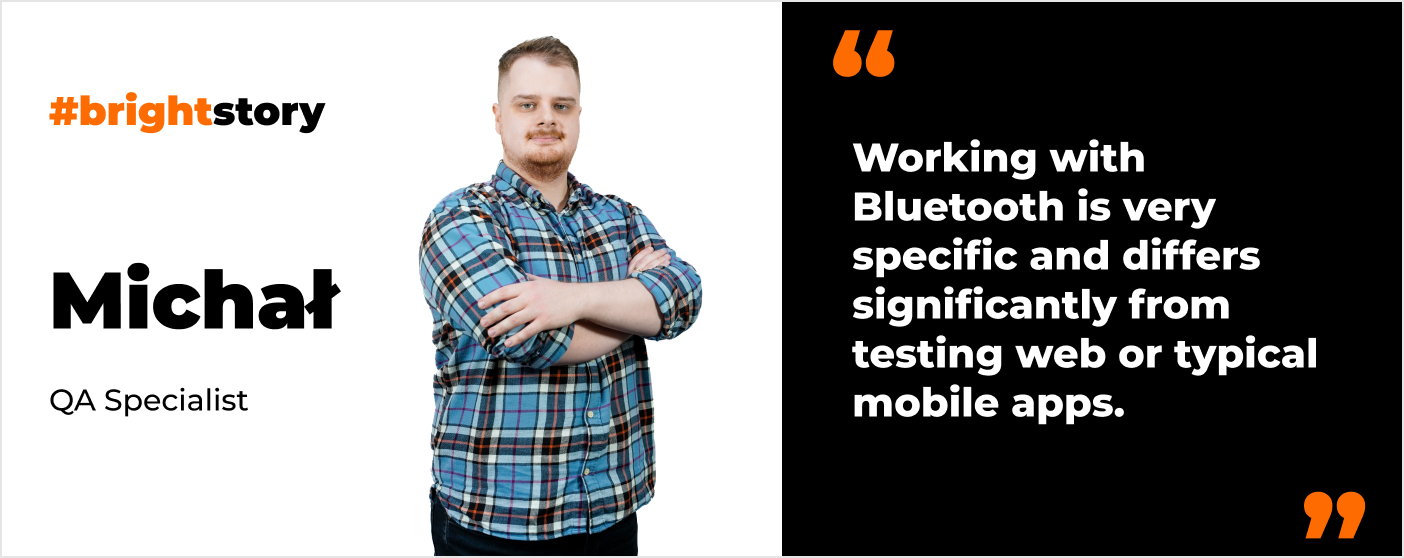 #brightstory
Michał
QA Specialist
“
Working with
Bluetooth is very
specific and differs
significantly from
testing web or typical
mobile apps.
”